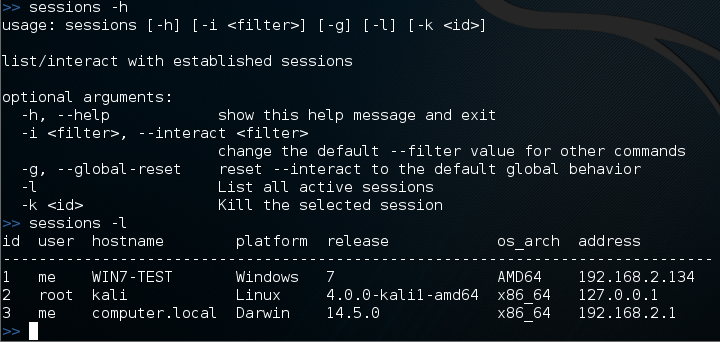 >> sessions -h
usage: sessions [-h] [-i <filter>] [-g] [-l] [-k <id>]
list/interact with established sessions
optional arguments:
  -h, --help            show this help message and exit
  -i <filter>, --interact <filter>
                        change the default --filter value for other commands
  -g, --global-reset    reset --interact to the default global behavior
  -l                    List all active sessions
  -k <id>               Kill the selected session
>> sessions -l
id  user  hostname        platform  release            os_arch  address
-------------------------------------------------------------------------------
1   me    WIN7-TEST       Windows   7                  AMD64    192.168.2.134
2   root  kali            Linux     4.0.0-kali1-amd64  x86_64   127.0.0.1
3   me    computer.local  Darwin    14.5.0             x86_64   192.168.2.1
>>